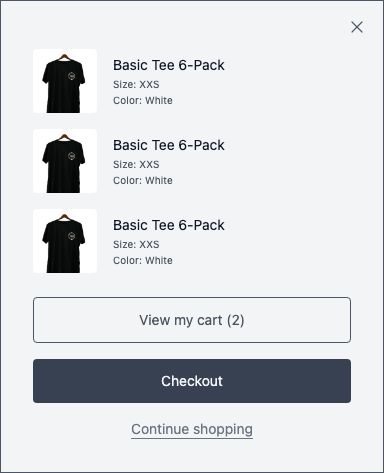 Basic Tee 6-Pack
Size: XXS
Color: White
Basic Tee 6-Pack
Size: XXS
Color: White
Basic Tee 6-Pack
Size: XXS
Color: White
View my cart (2)
Checkout
Continue shopping